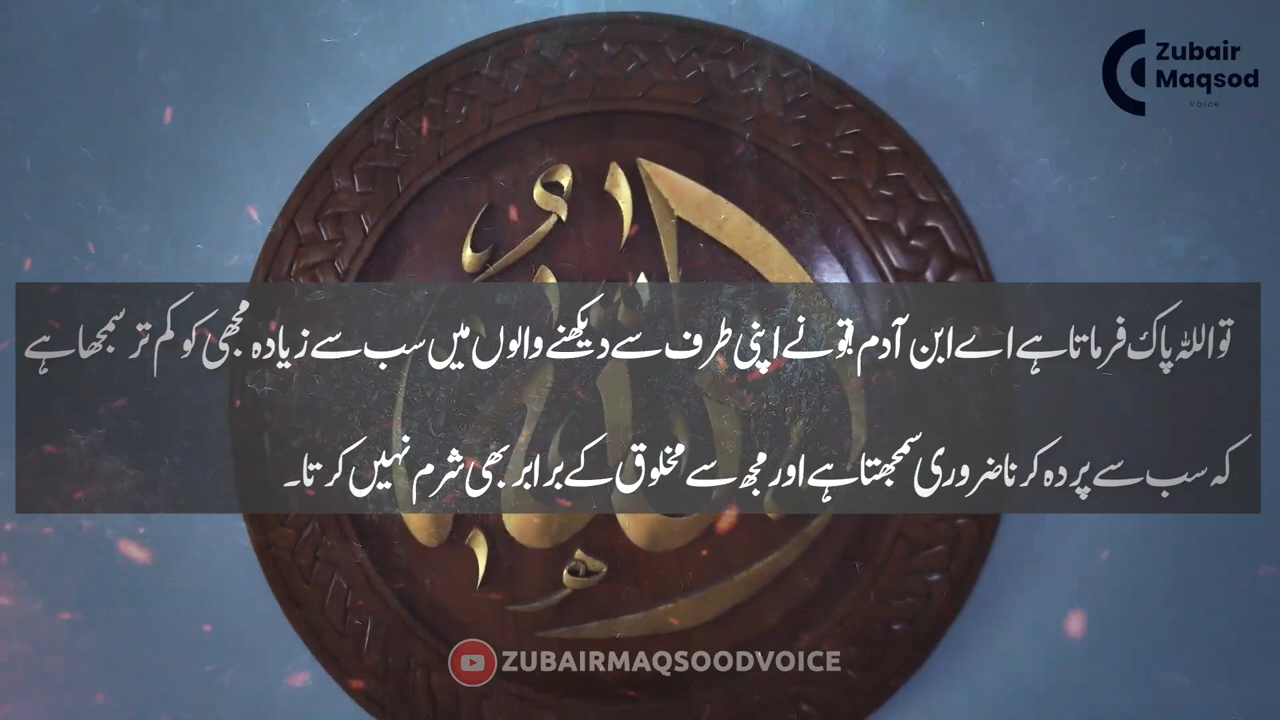 Zubair
Maqsod
Voice
تو اللہ پاک فرماتا ہے اے ابن آدم! تو نے اپنی طرف سے دیکھنے والوں میں سب سے زیادہ مجھی کو کم تر سمجھا ہے
کہ سب سے پردہ کرنا ضروری سمجھتا ہے اور مجھ سے مخلوق کے برابر بھی شرم نہیں کرتا۔
ZUBAIRMAQSOODVOICE